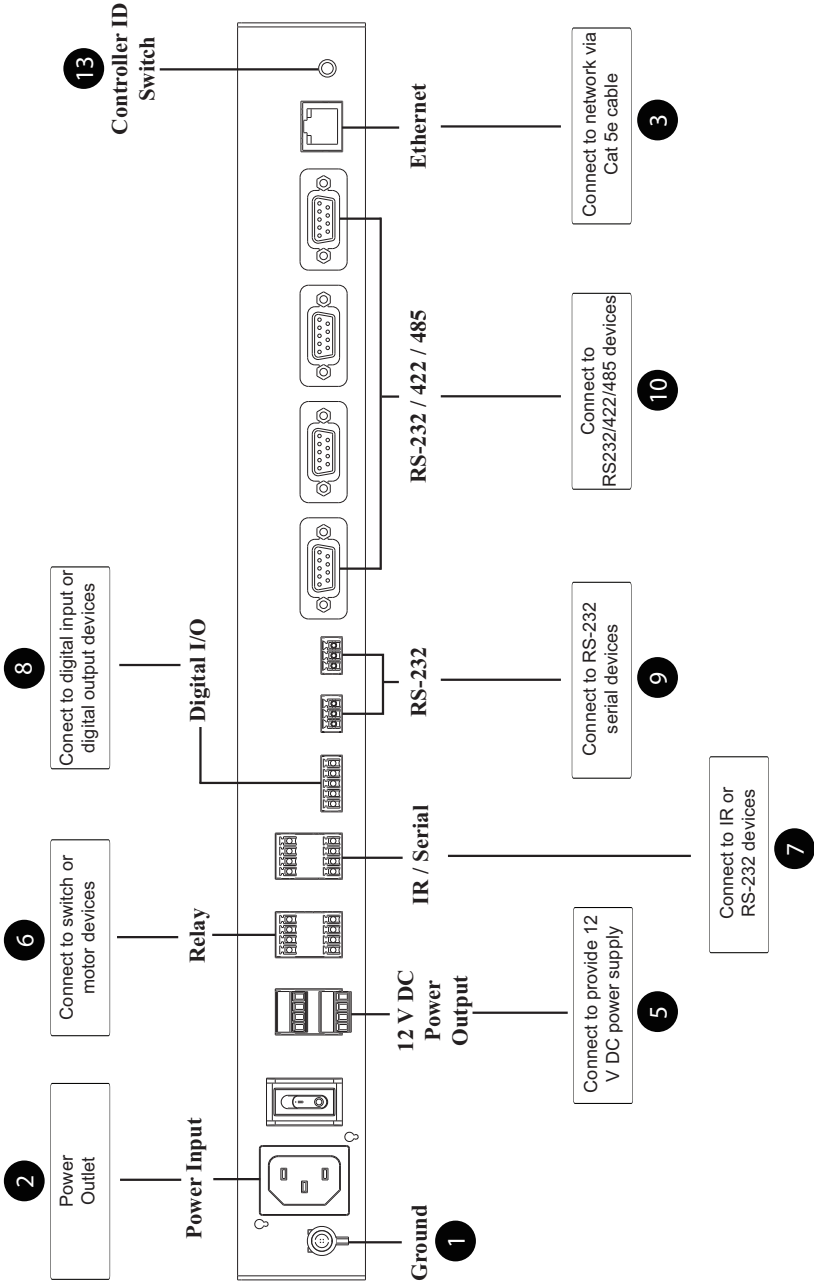 2
Power
Outlet
Power Input
6
Connect to switch or
motor devices
Relay
8
Conect to digital input or
digital output devices
Digital I/O
13
Controller ID
Switch
Ground
1
12 V DC
Power
Output
Connect to provide 12
V DC power supply
5
IR / Serial
Connect to IR or
RS-232 devices
7
RS-232
Connect to RS-232
serial devices
9
RS-232 / 422 / 485
Connect to
RS232/422/485 devices
10
Ethernet
Connect to network via
Cat 5e cable
3